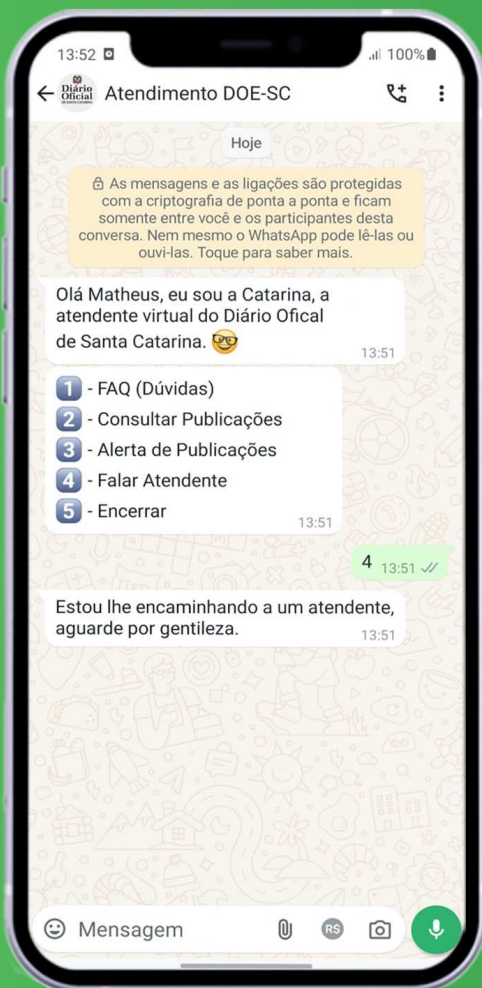 13:52
100%
Diário
Oficial
Atendimento DOE-SC
Hoje
As mensagens e as ligações são protegidas
com a criptografia de ponta a ponta e ficam
somente entre você e os participantes desta
conversa. Nem mesmo o WhatsApp pode lê-las ou
ouvi-las. Toque para saber mais.
Olá Matheus, eu sou a Catarina, a
atendente virtual do Diário Ofical
de Santa Catarina. 🤓
13:51
1 - FAQ (Dúvidas)
2 - Consultar Publicações
3 - Alerta de Publicações
4 - Falar Atendente
5 - Encerrar
13:51
4 13:51
Estou lhe encaminhando a um atendente,
aguarde por gentileza.
13:51
Mensagem
RS